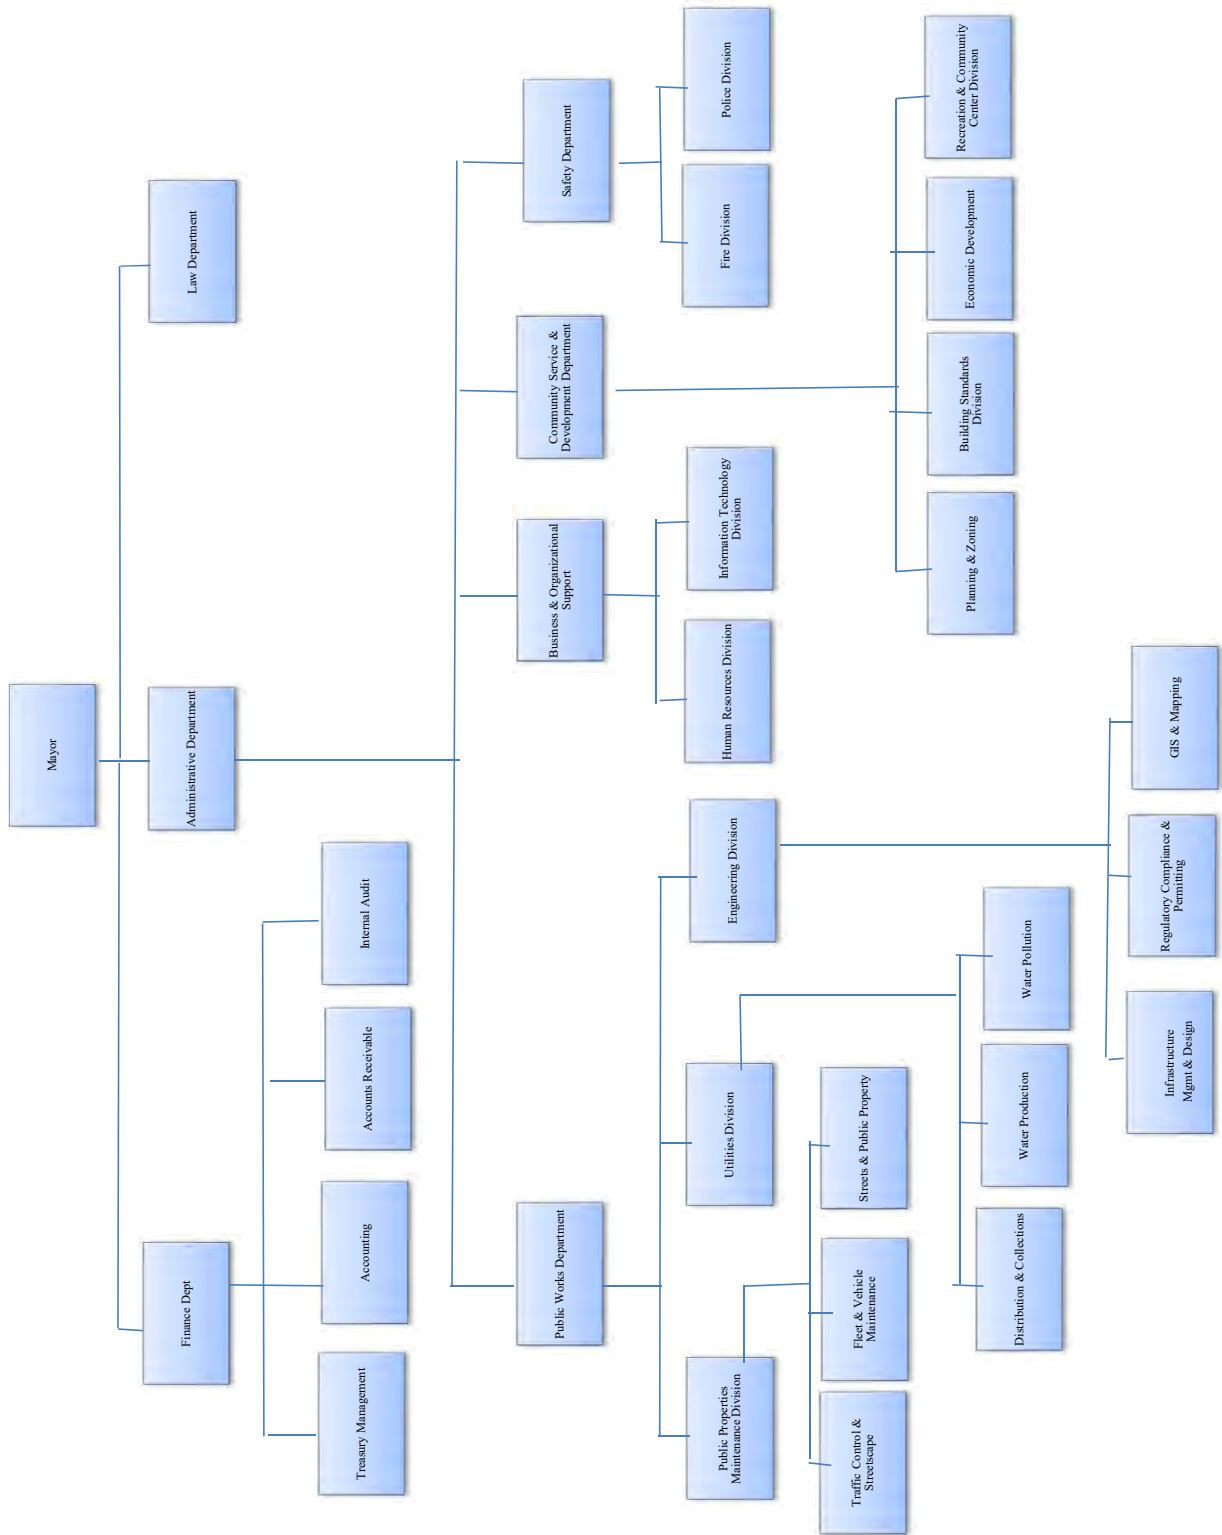 Mayor
Finance Dept
Administrative Department
Law Department
Treasury Management
Accounting
Accounts Receivable
Internal Audit
Public Works Department
Business & Organizational
Support
Community Service &
Development Department
Safety Department
Public Properties
Maintenance Division
Utilities Division
Engineering Division
Human Resources Division
Information Technology
Division
Fire Division
Police Division
Traffic Control &
Streetscape
Fleet & Vehicle
Maintenance
Streets & Public Property
Planning & Zoning
Building Standards
Division
Economic Development
Recreation & Community
Center Division
Distribution & Collections
Water Production
Water Pollution
Infrastructure
Mgmt & Design
Regulatory Compliance &
Permitting
GIS & Mapping